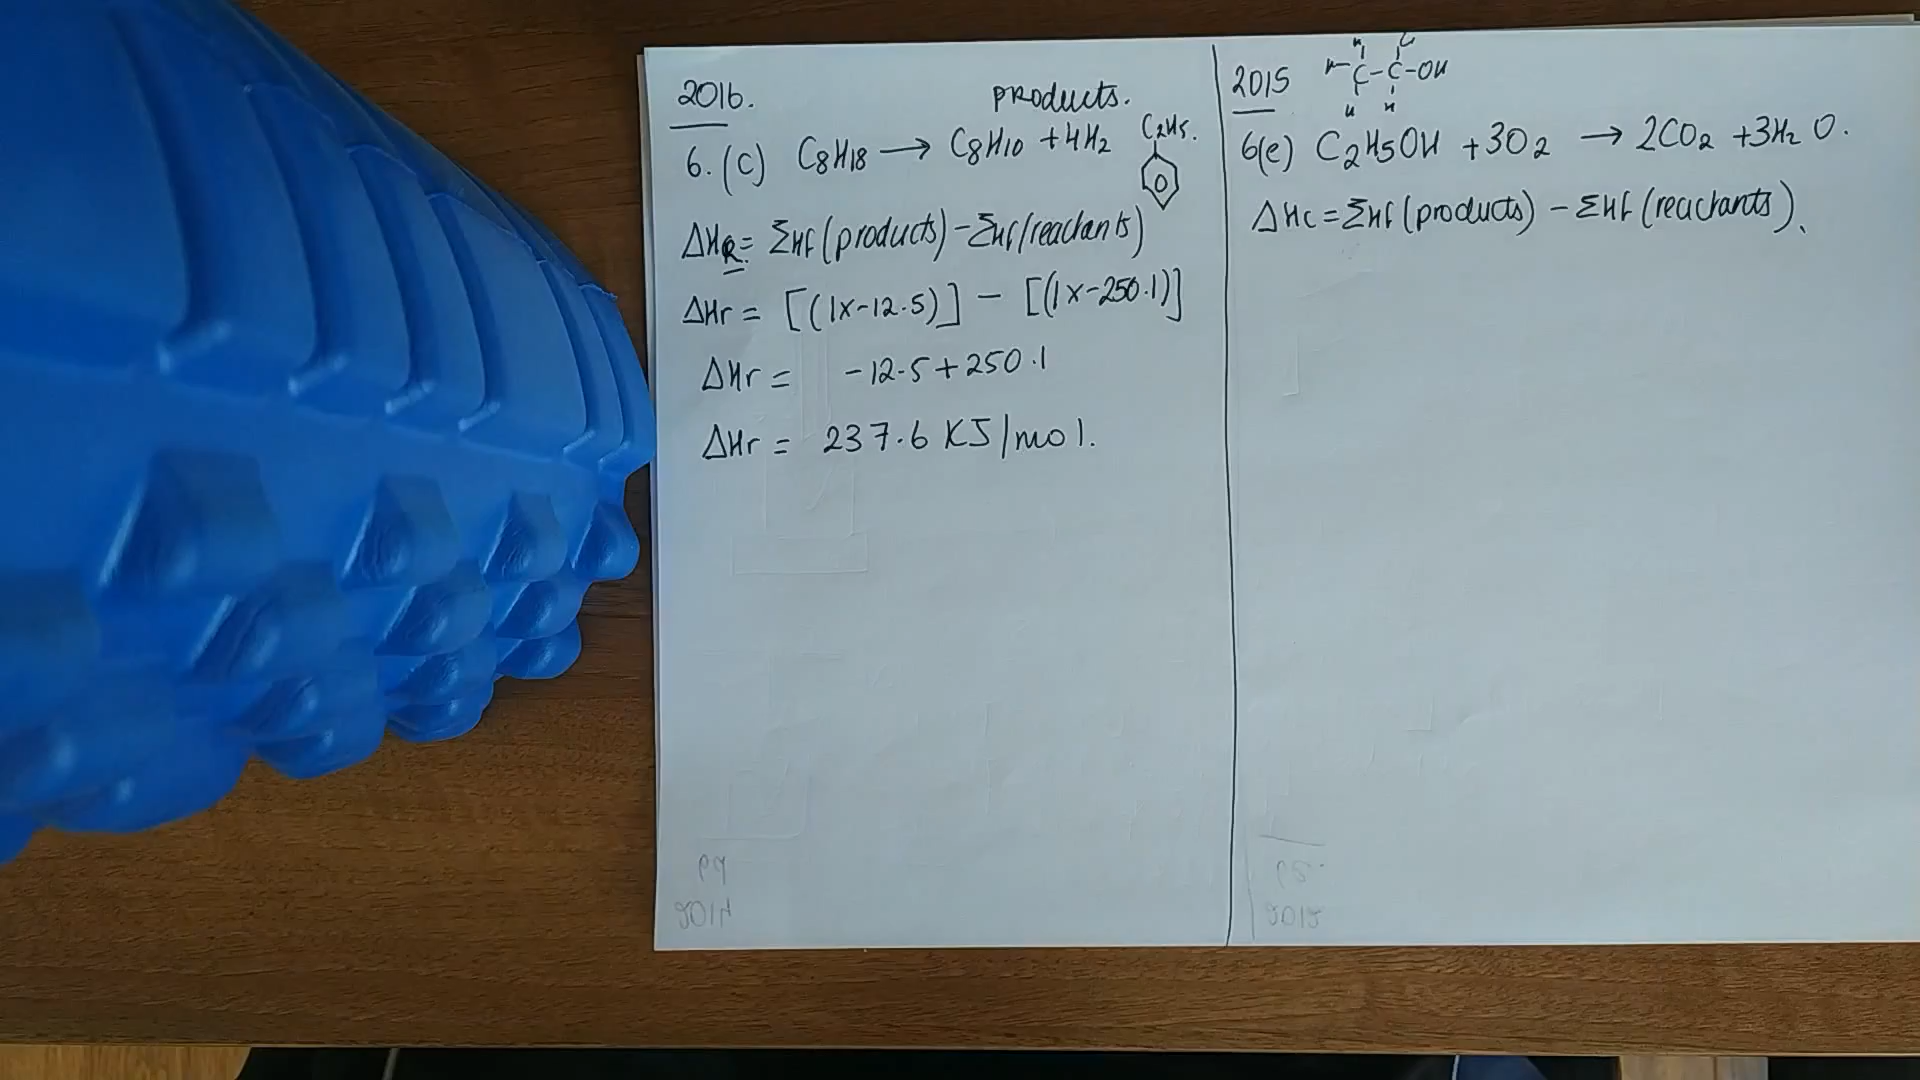 2016.
PRODUCTS.
6. (c) C8H18 → C8H10 + 4H2
C2H5.
ΔHR = ΣHf (products) - ΣHf (reactants)
ΔHr = [(1x-12.5)] - [(1x-250.1)]
ΔHr = -12.5 + 250.1
ΔHr = 237.6 KJ/mol.
2015
H
H-C-C-OH
H H
6(e) C2H5OH + 3O2 → 2CO2 + 3H2O.
ΔHc = ΣHf (products) - ΣHf (reactants).